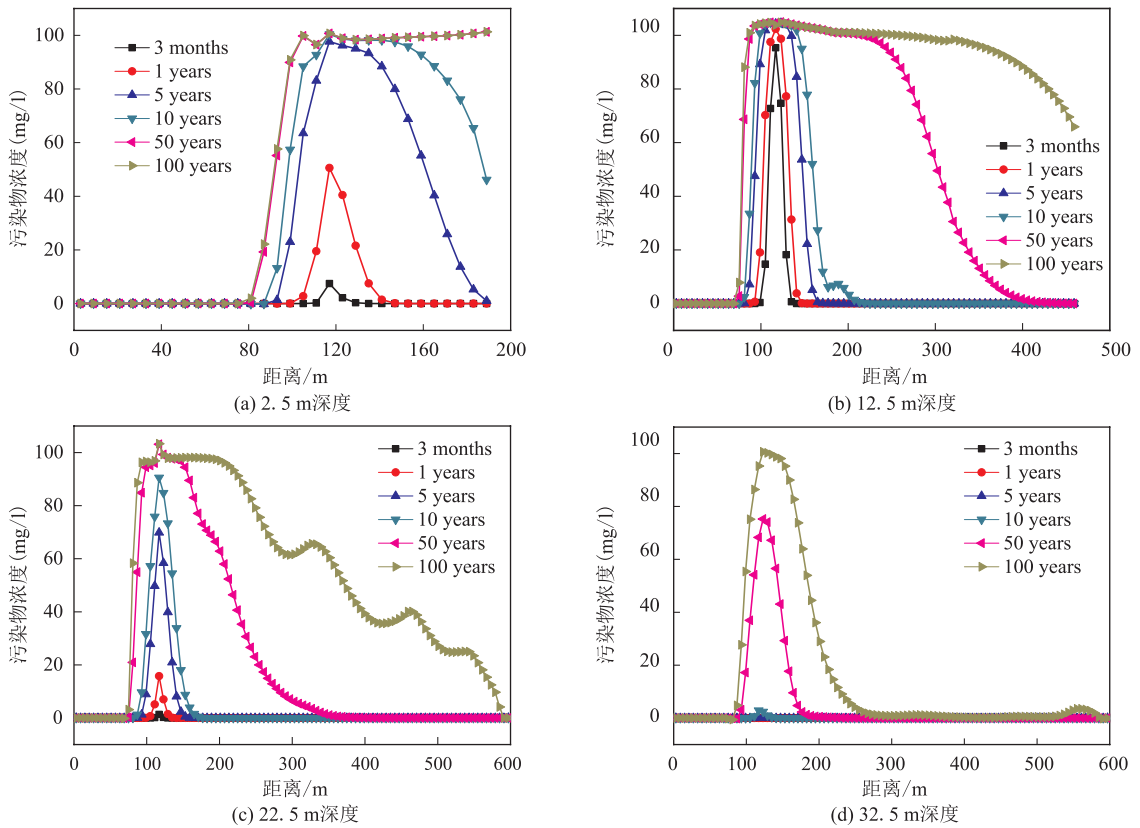 污染物浓度(mg/l)
100
80
60
40
20
0
3 months
1 years
5 years
10 years
50 years
100 years
0
40
80
120
160
200
距离/m
(a) 2. 5 m深度
污染物浓度(mg/l)
100
80
60
40
20
0
3 months
1 years
5 years
10 years
50 years
100 years
0
100
200
300
400
500
距离/m
(b) 12. 5 m深度
污染物浓度(mg/l)
100
80
60
40
20
0
3 months
1 years
5 years
10 years
50 years
100 years
0
100
200
300
400
500
600
距离/m
(c) 22. 5 m深度
污染物浓度(mg/l)
100
80
60
40
20
0
3 months
1 years
5 years
10 years
50 years
100 years
0
100
200
300
400
500
600
距离/m
(d) 32. 5 m深度